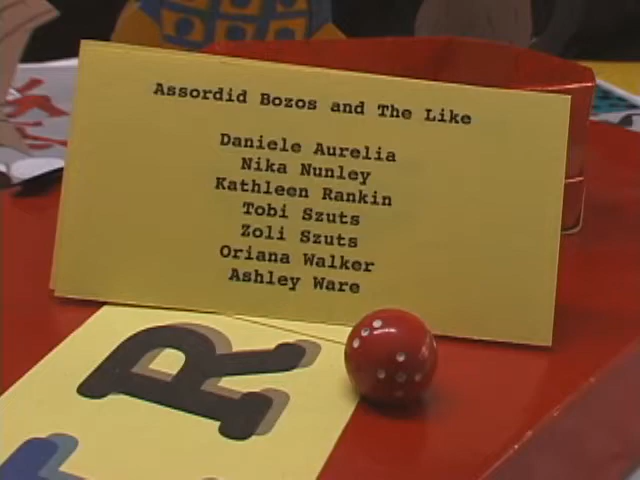 Assordid Bozos and The Like
Daniele Aurelia
Nika Nunley
Kathleen Rankin
Tobi Szuts
Zoli Szuts
Oriana Walker
Ashley Ware
R